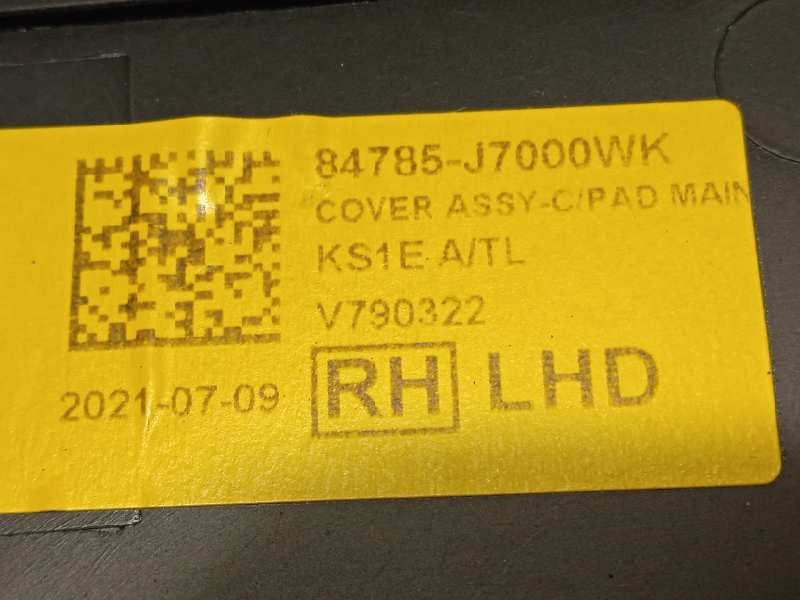 84785-J7000WK
COVER ASSY-C/PAD MAIN
KS1E A/TL
V790322
2021-07-09 RH LHD